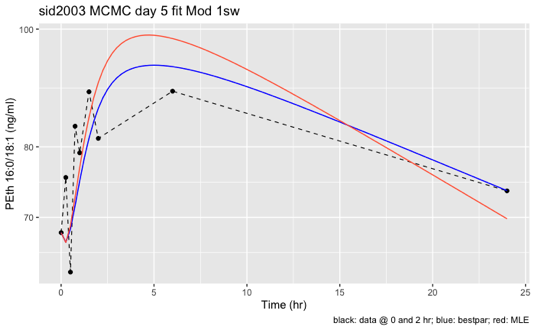 sid2003 MCMC day 5 fit Mod 1sw
PEth 16:0/18:1 (ng/ml)
100
80
70
0
5
10
15
20
25
Time (hr)
black: data @ 0 and 2 hr; blue: bestpar; red: MLE